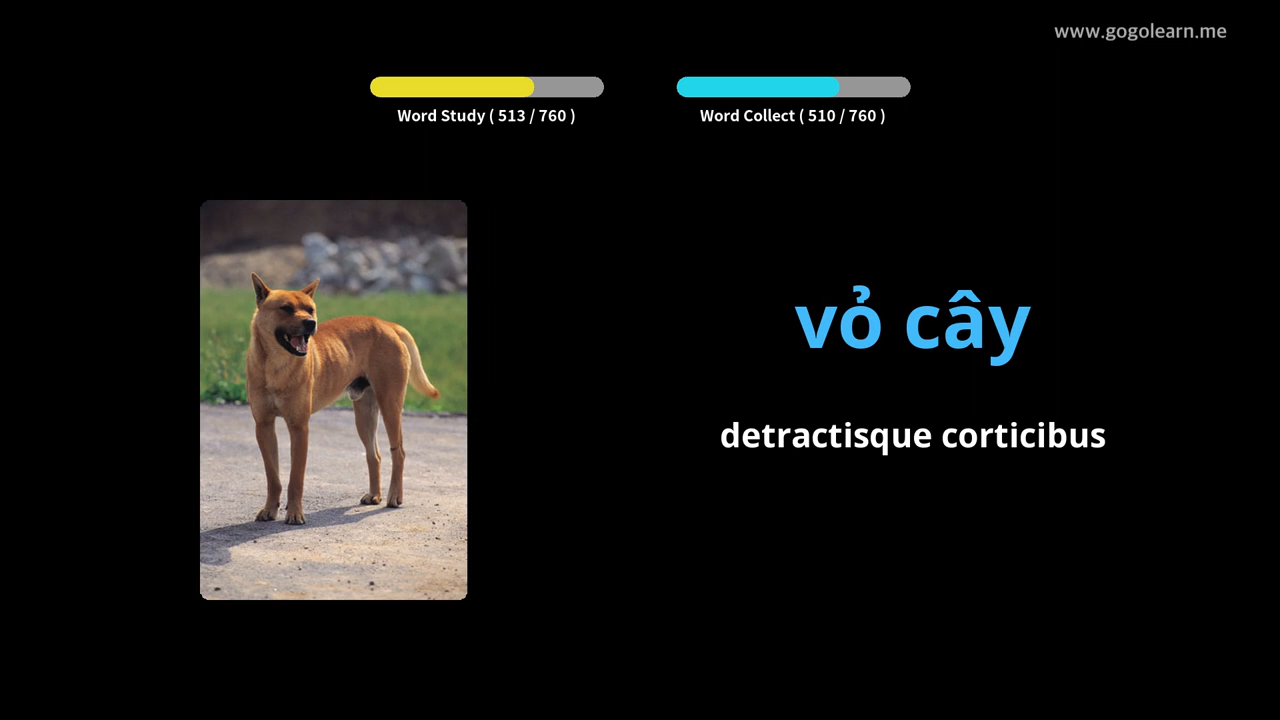 www.gogolearn.me
Word Study ( 513 / 760 )
Word Collect ( 510 / 760 )
vỏ cây
detractisque corticibus